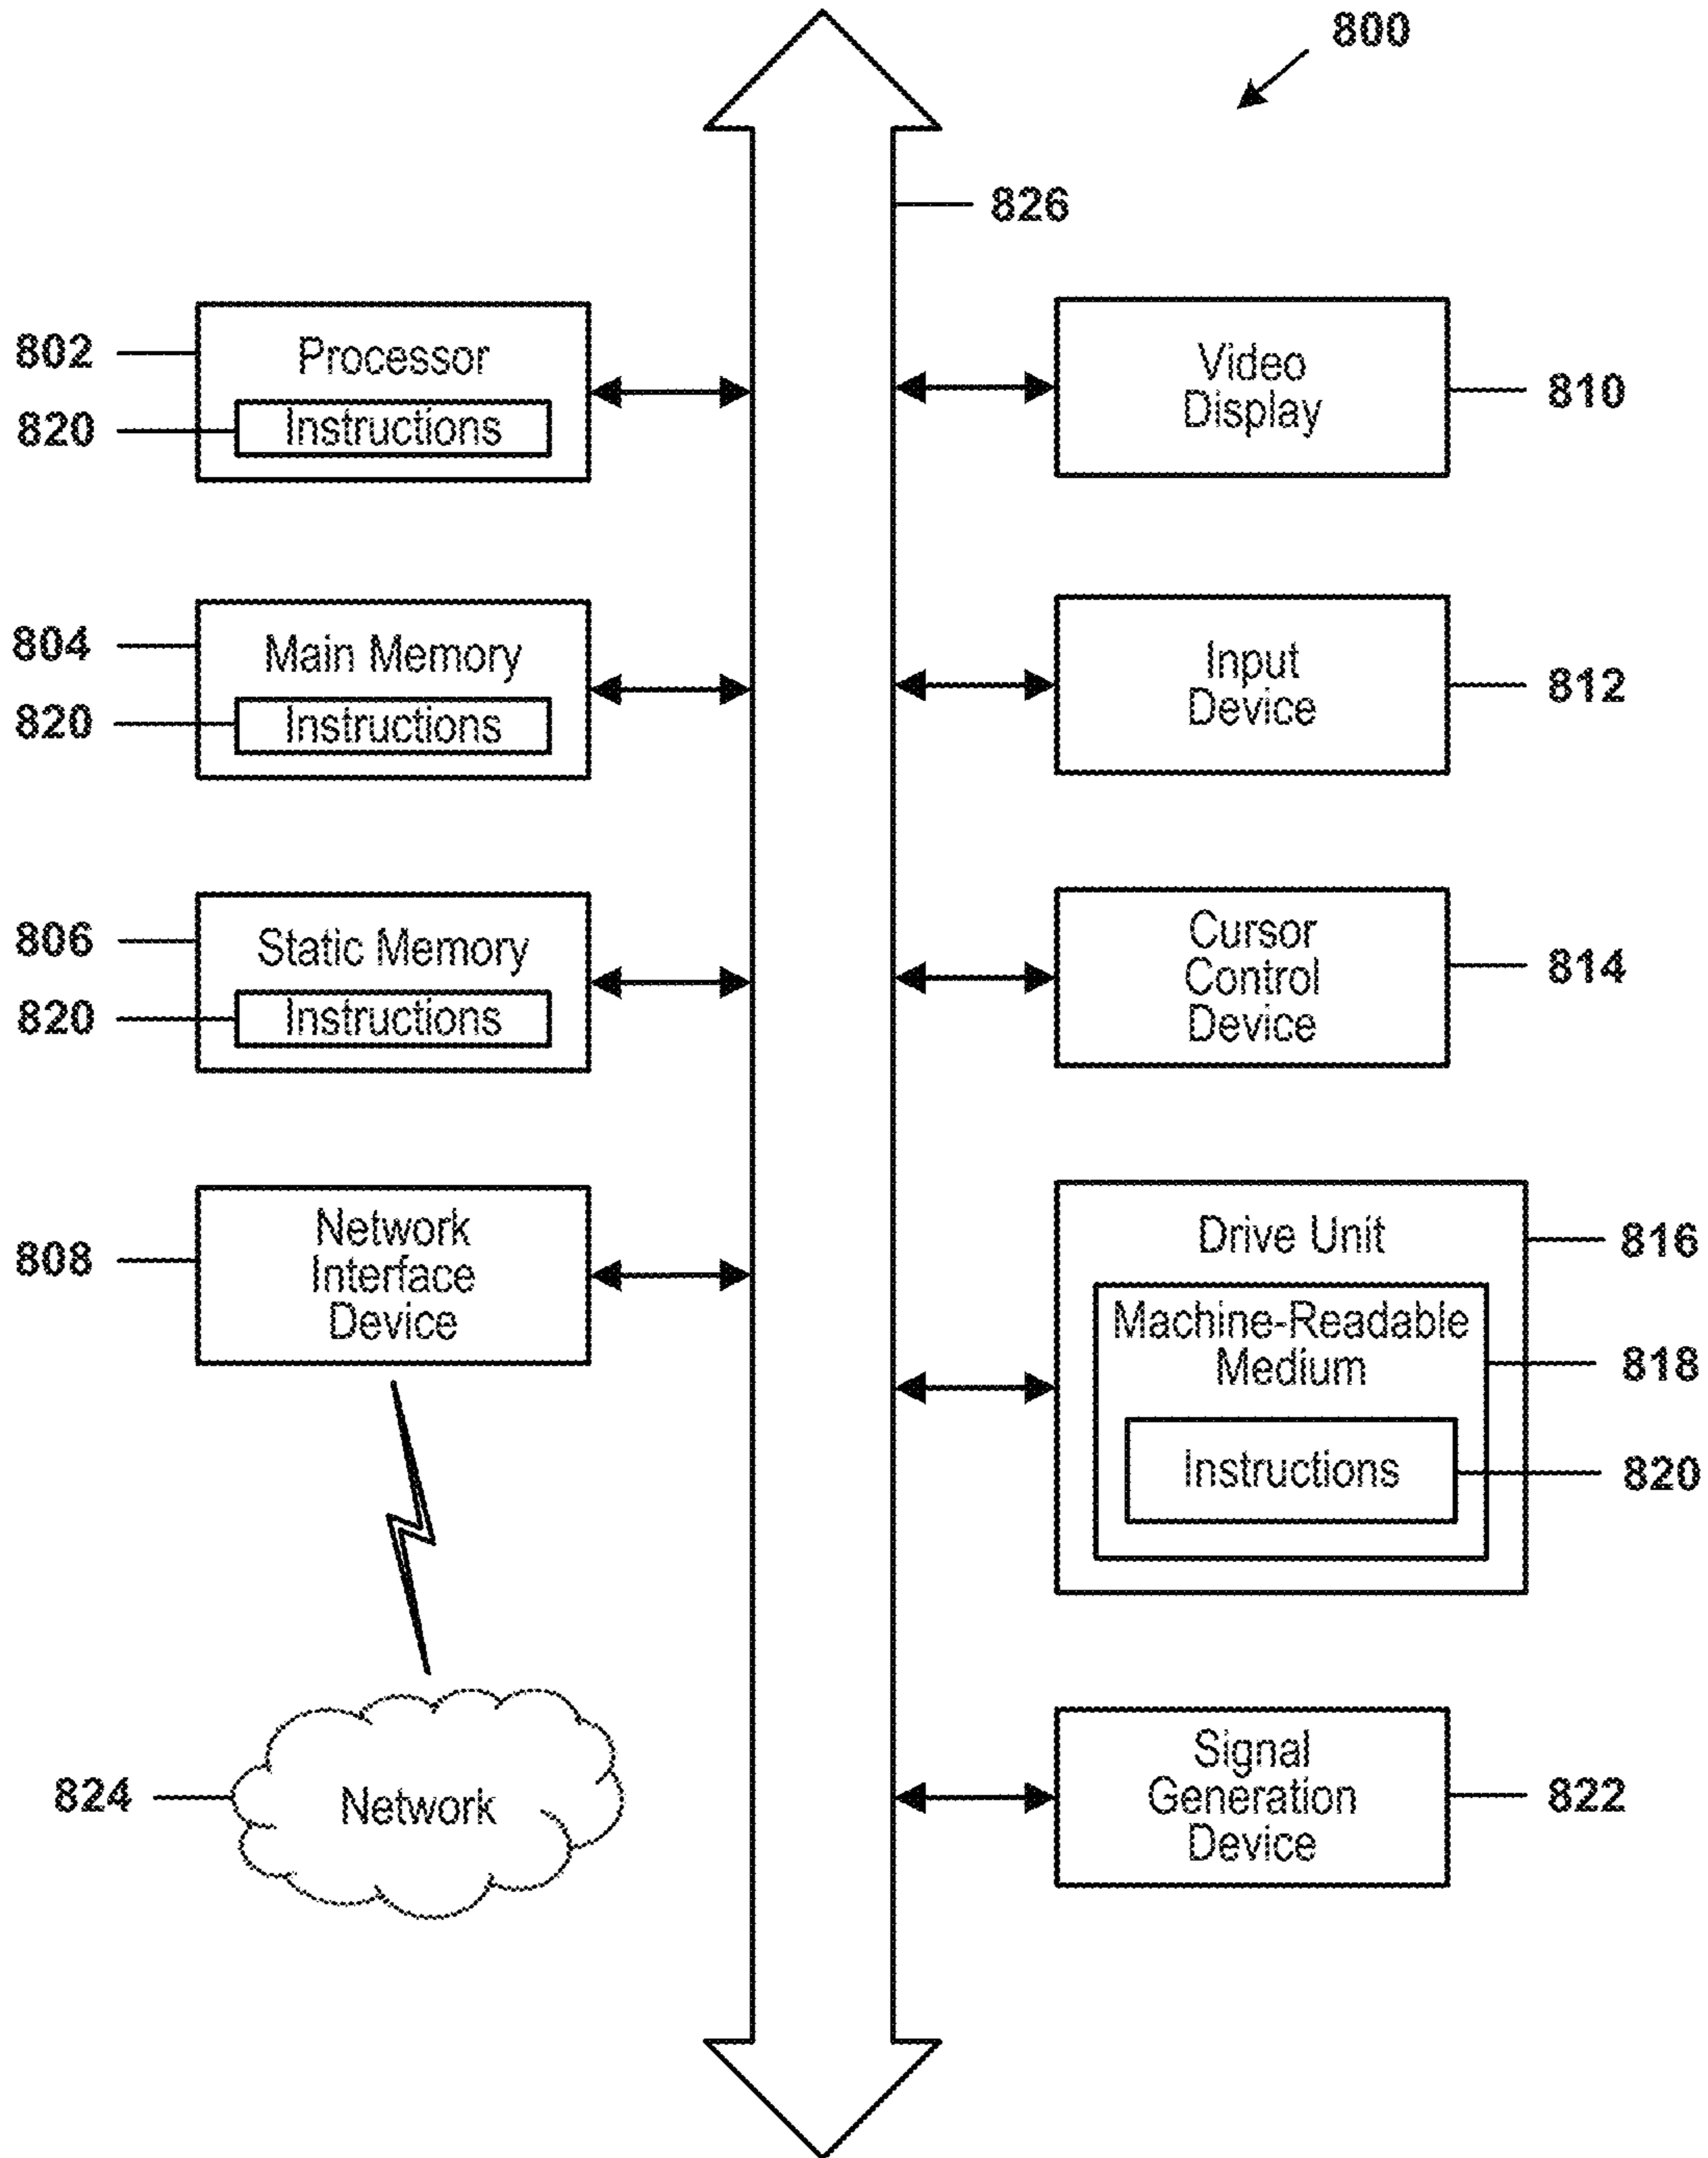 800
826
802
Processor
820
Instructions
Video
Display
810
804
Main Memory
820
Instructions
Input
Device
812
806
Static Memory
820
Instructions
Cursor
Control
Device
814
808
Network
Interface
Device
Drive Unit
816
Machine-Readable
Medium
818
Instructions
820
824
Network
Signal
Generation
Device
822